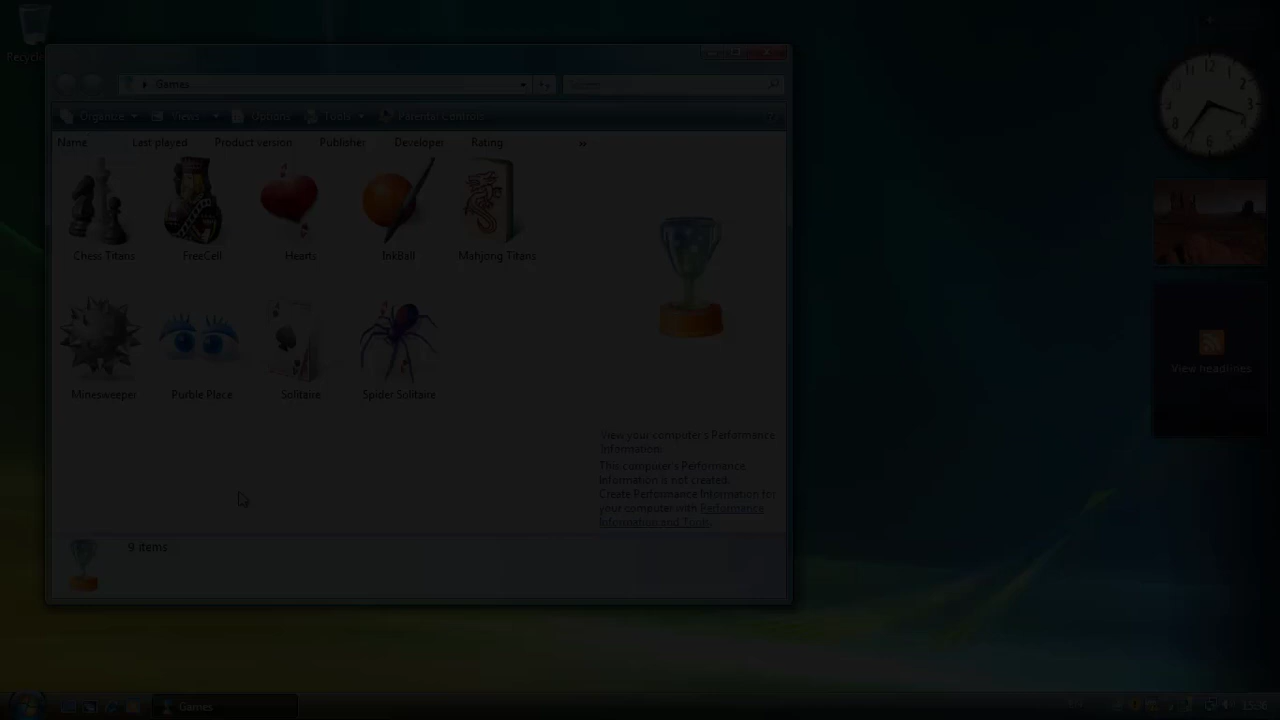 Games
Organize Views Options Tools Parental Controls
Name Last played Product version Publisher Developer Rating »
Chess Titans FreeCell Hearts InkBall Mahjong Titans
Minesweeper Purble Place Solitaire Spider Solitaire
View your computer's Performance
Information:
This computer's Performance
Information is not created.
Create Performance Information for
your computer with Performance
Information and Tools.
9 items
View headlines
Games